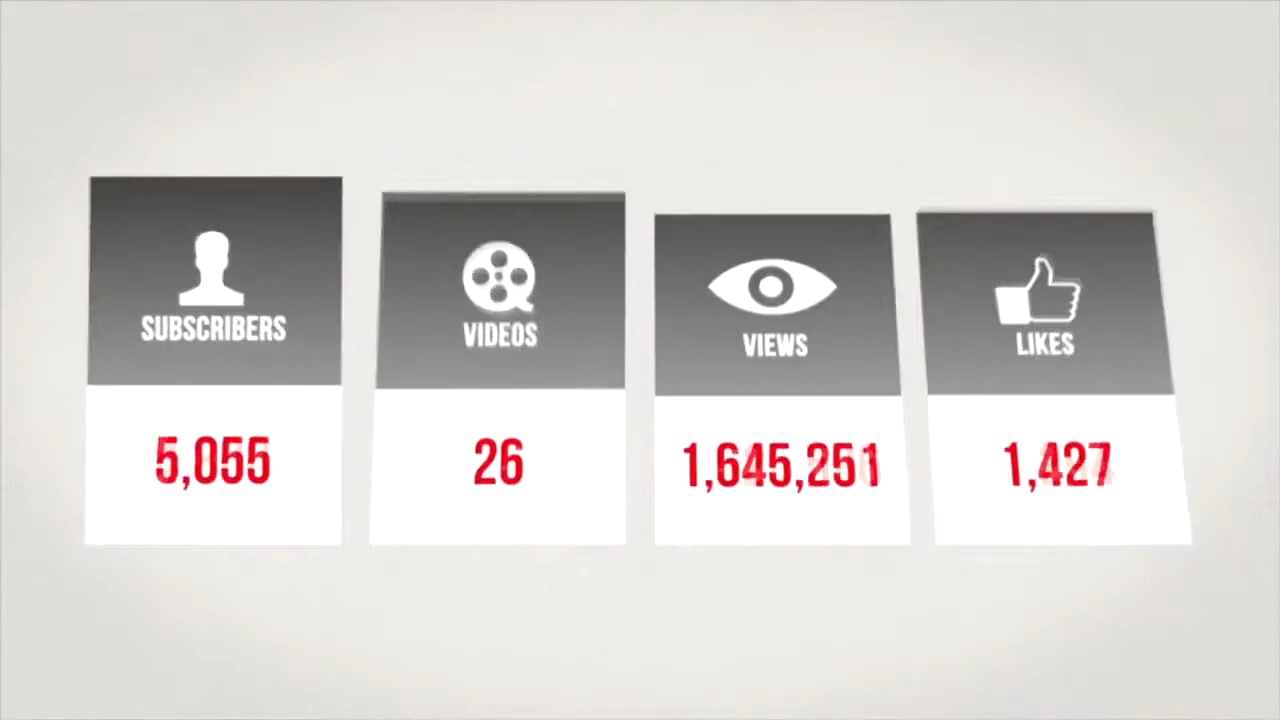 SUBSCRIBERS
VIDEOS
VIEWS
LIKES
5,055
26
1,645,251
1,427